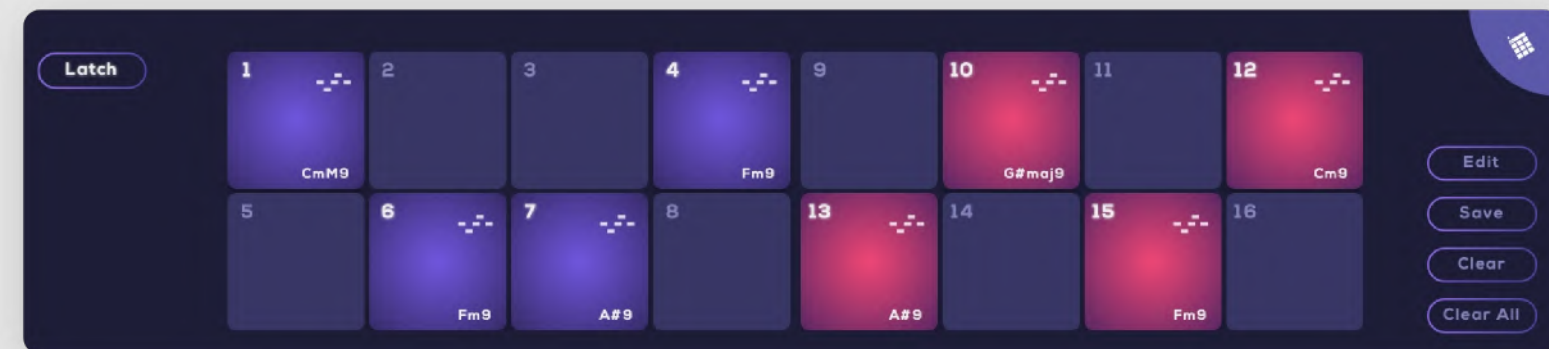 Latch
1 2 3 4 9 10 11 12
CmM9 Fm9 G#maj9 Cm9
5 6 7 8 13 14 15 16
Fm9 A#9 A#9 Fm9
Edit
Save
Clear
Clear All